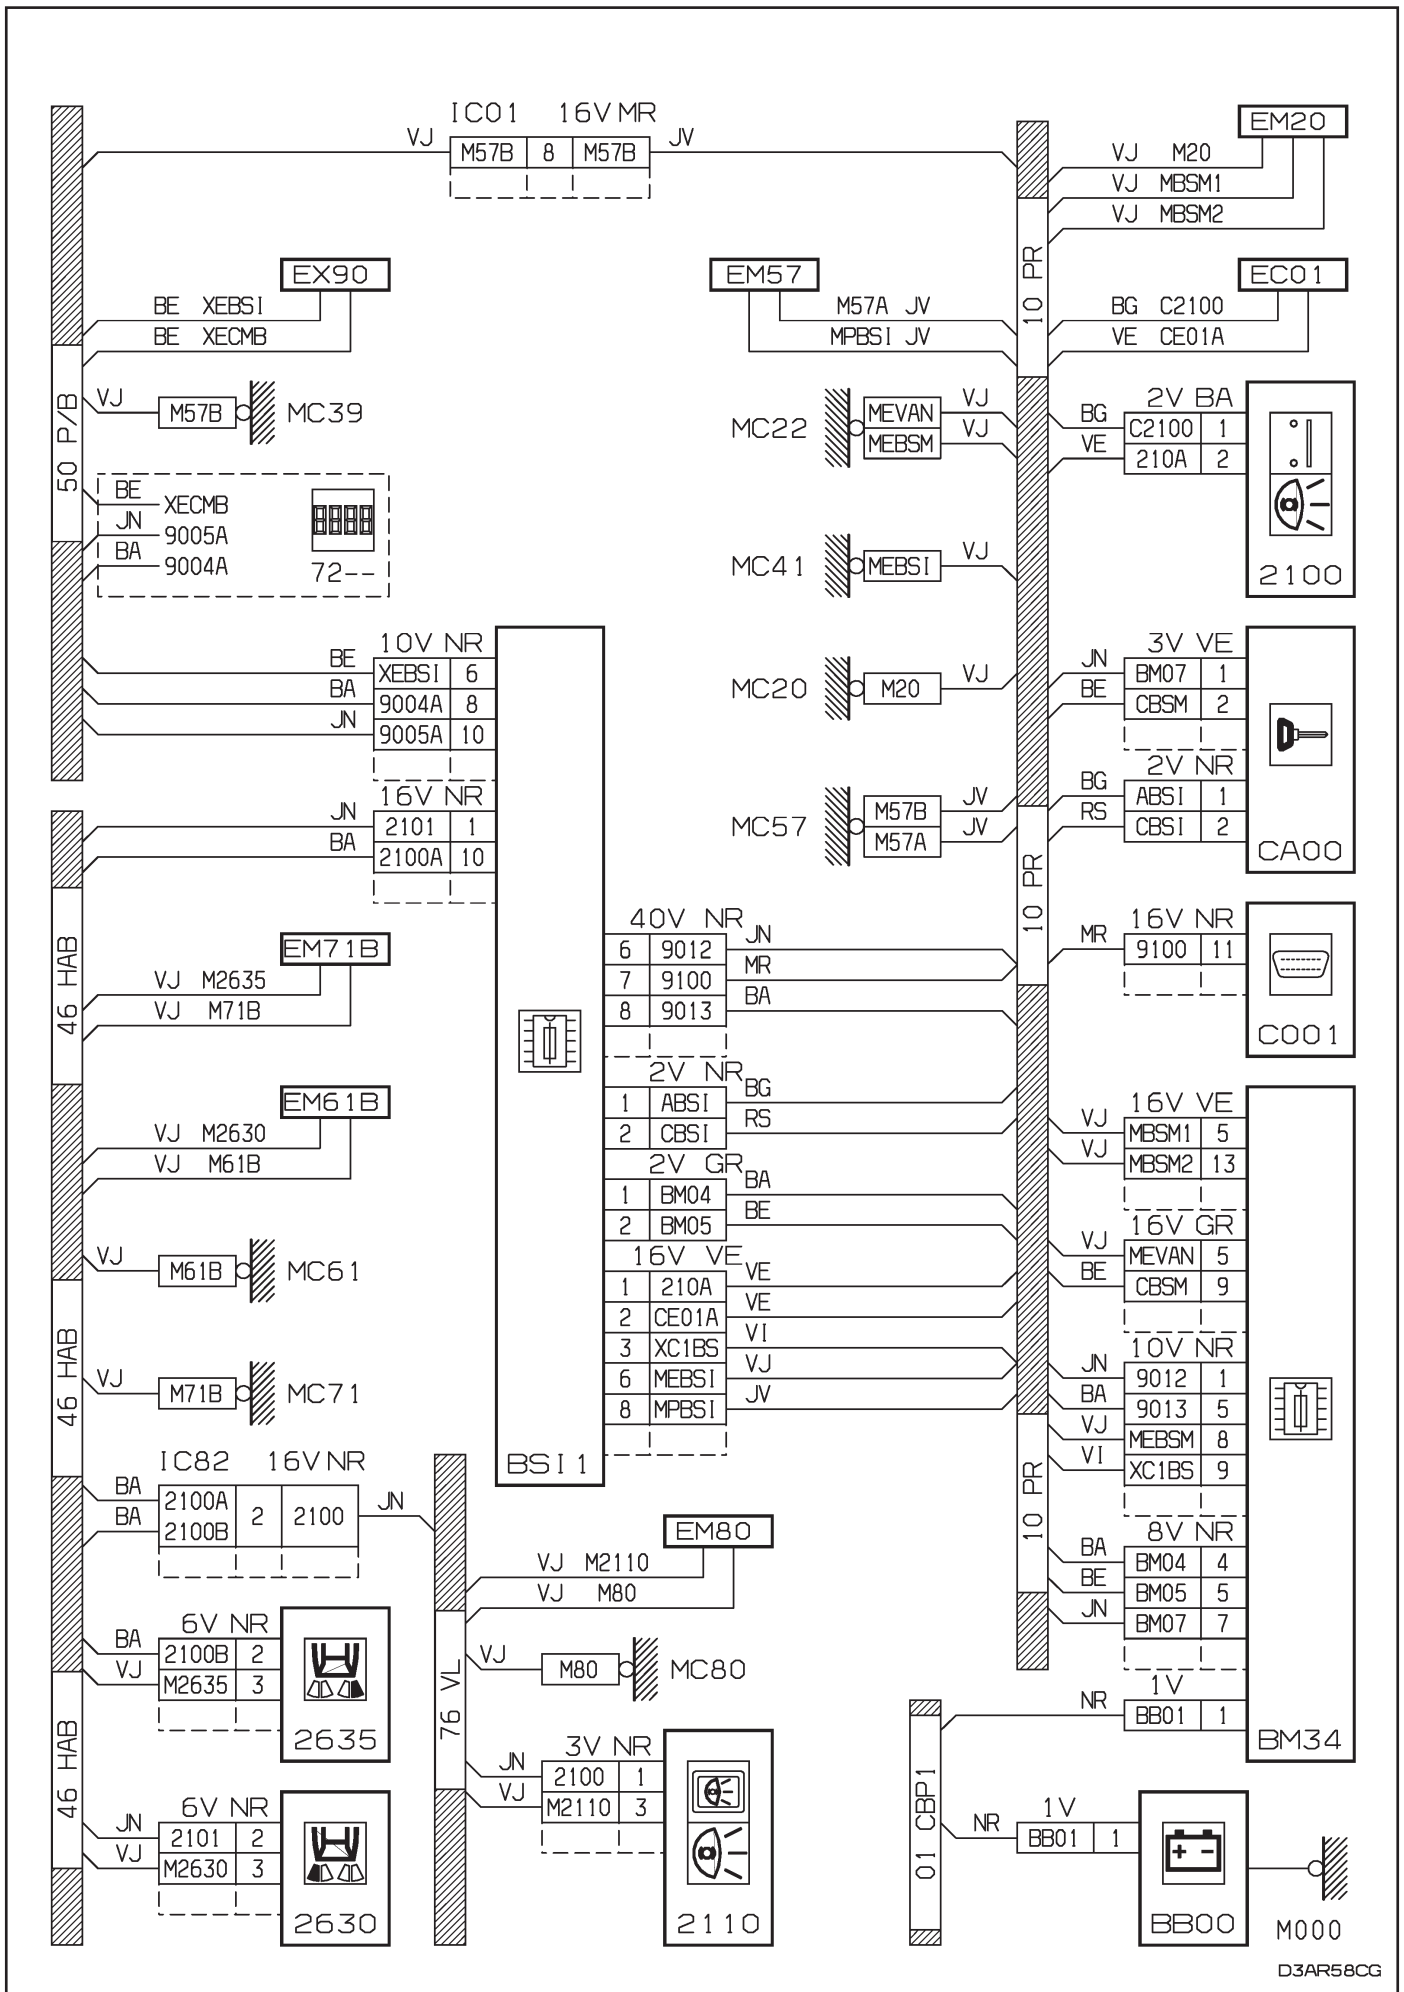 IC01 16V MR
VJ M57B 8 M57B JV
EM20
VJ M20
VJ MBSM1
VJ MBSM2
10 PR
EX90
BE XEBSI
BE XECMB
EM57
M57A JV
MPBSI JV
EC01
BG C2100
VE CE01A
50 P/B
VJ M57B MC39
BE XECMB
JN 9005A
BA 9004A
72--
MC22 MEVAN VJ
MEBSM VJ
2V BA
BG C2100 1
VE 210A 2
2100
MC41 MEBSI VJ
10V NR
BE XEBSI 6
BA 9004A 8
JN 9005A 10
16V NR
JN 2101 1
BA 2100A 10
MC20 M20 VJ
3V VE
JN BM07 1
BE CBSM 2
2V NR
BG ABSI 1
RS CBSI 2
CA00
MC57 M57B JV
M57A JV
10 PR
46 HAB
EM71B
VJ M2635
VJ M71B
40V NR
6 9012 JN
7 9100 MR
8 9013 BA
16V NR
MR 9100 11
C001
2V NR
1 ABSI BG
2 CBSI RS
2V GR
1 BM04 BA
2 BM05 BE
16V VE
1 210A VE
2 CE01A VE
3 XC1BS VI
6 MEBSI VJ
8 MPBSI JV
BSI1
EM61B
VJ M2630
VJ M61B
VJ M61B MC61
46 HAB
VJ M71B MC71
16V VE
VJ MBSM1 5
VJ MBSM2 13
16V GR
VJ MEVAN 5
BE CBSM 9
10V NR
JN 9012 1
BA 9013 5
VJ MEBSM 8
VI XC1BS 9
10 PR
8V NR
BA BM04 4
BE BM05 5
JN BM07 7
1V
NR BB01 1
BM34
IC82 16V NR
BA 2100A 2 2100 JN
BA 2100B
EM80
VJ M2110
VJ M80
6V NR
BA 2100B 2
VJ M2635 3
2635
76 VL
VJ M80 MC80
46 HAB
6V NR
JN 2101 2
VJ M2630 3
2630
3V NR
JN 2100 1
VJ M2110 3
2110
01 CBP1
1V
NR BB01 1
+ -
BB00
M000
D3AR58CG